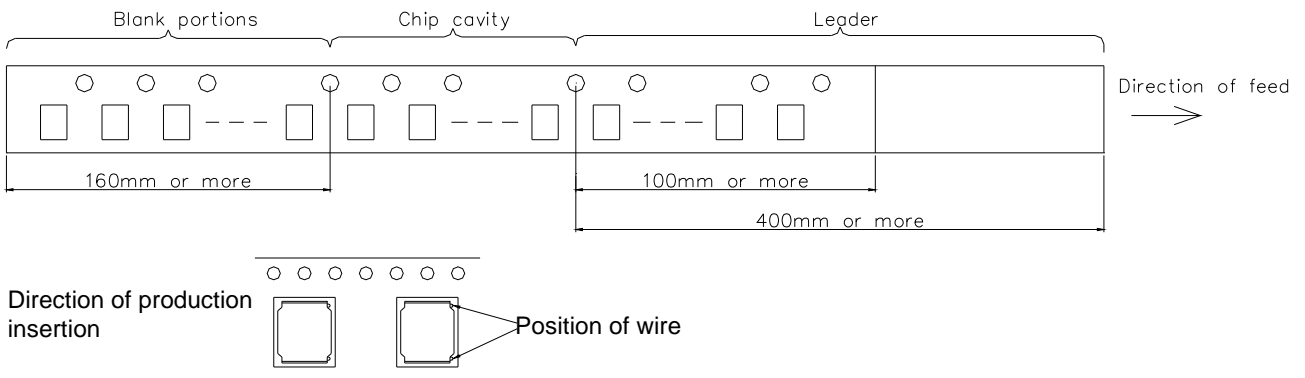 Blank portions
Chip cavity
Leader
Direction of feed
160mm or more
100mm or more
400mm or more
Direction of production
insertion
Position of wire